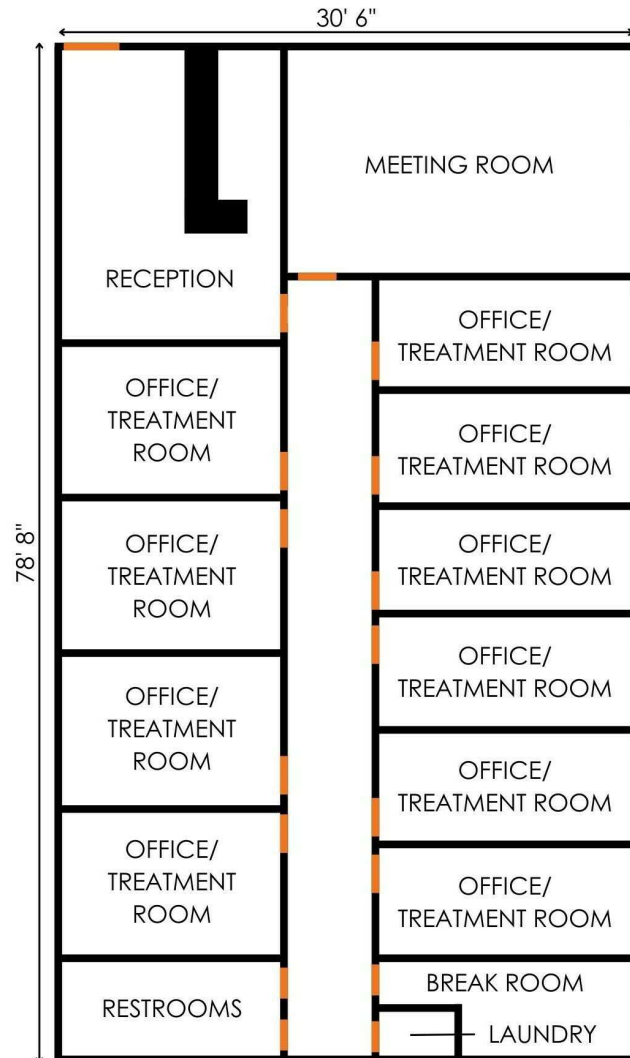 30' 6"
78' 8"
MEETING ROOM
RECEPTION
OFFICE/
TREATMENT ROOM
OFFICE/
TREATMENT
ROOM
OFFICE/
TREATMENT ROOM
OFFICE/
TREATMENT
ROOM
OFFICE/
TREATMENT ROOM
OFFICE/
TREATMENT ROOM
OFFICE/
TREATMENT
ROOM
OFFICE/
TREATMENT ROOM
OFFICE/
TREATMENT
ROOM
OFFICE/
TREATMENT ROOM
RESTROOMS
BREAK ROOM
LAUNDRY